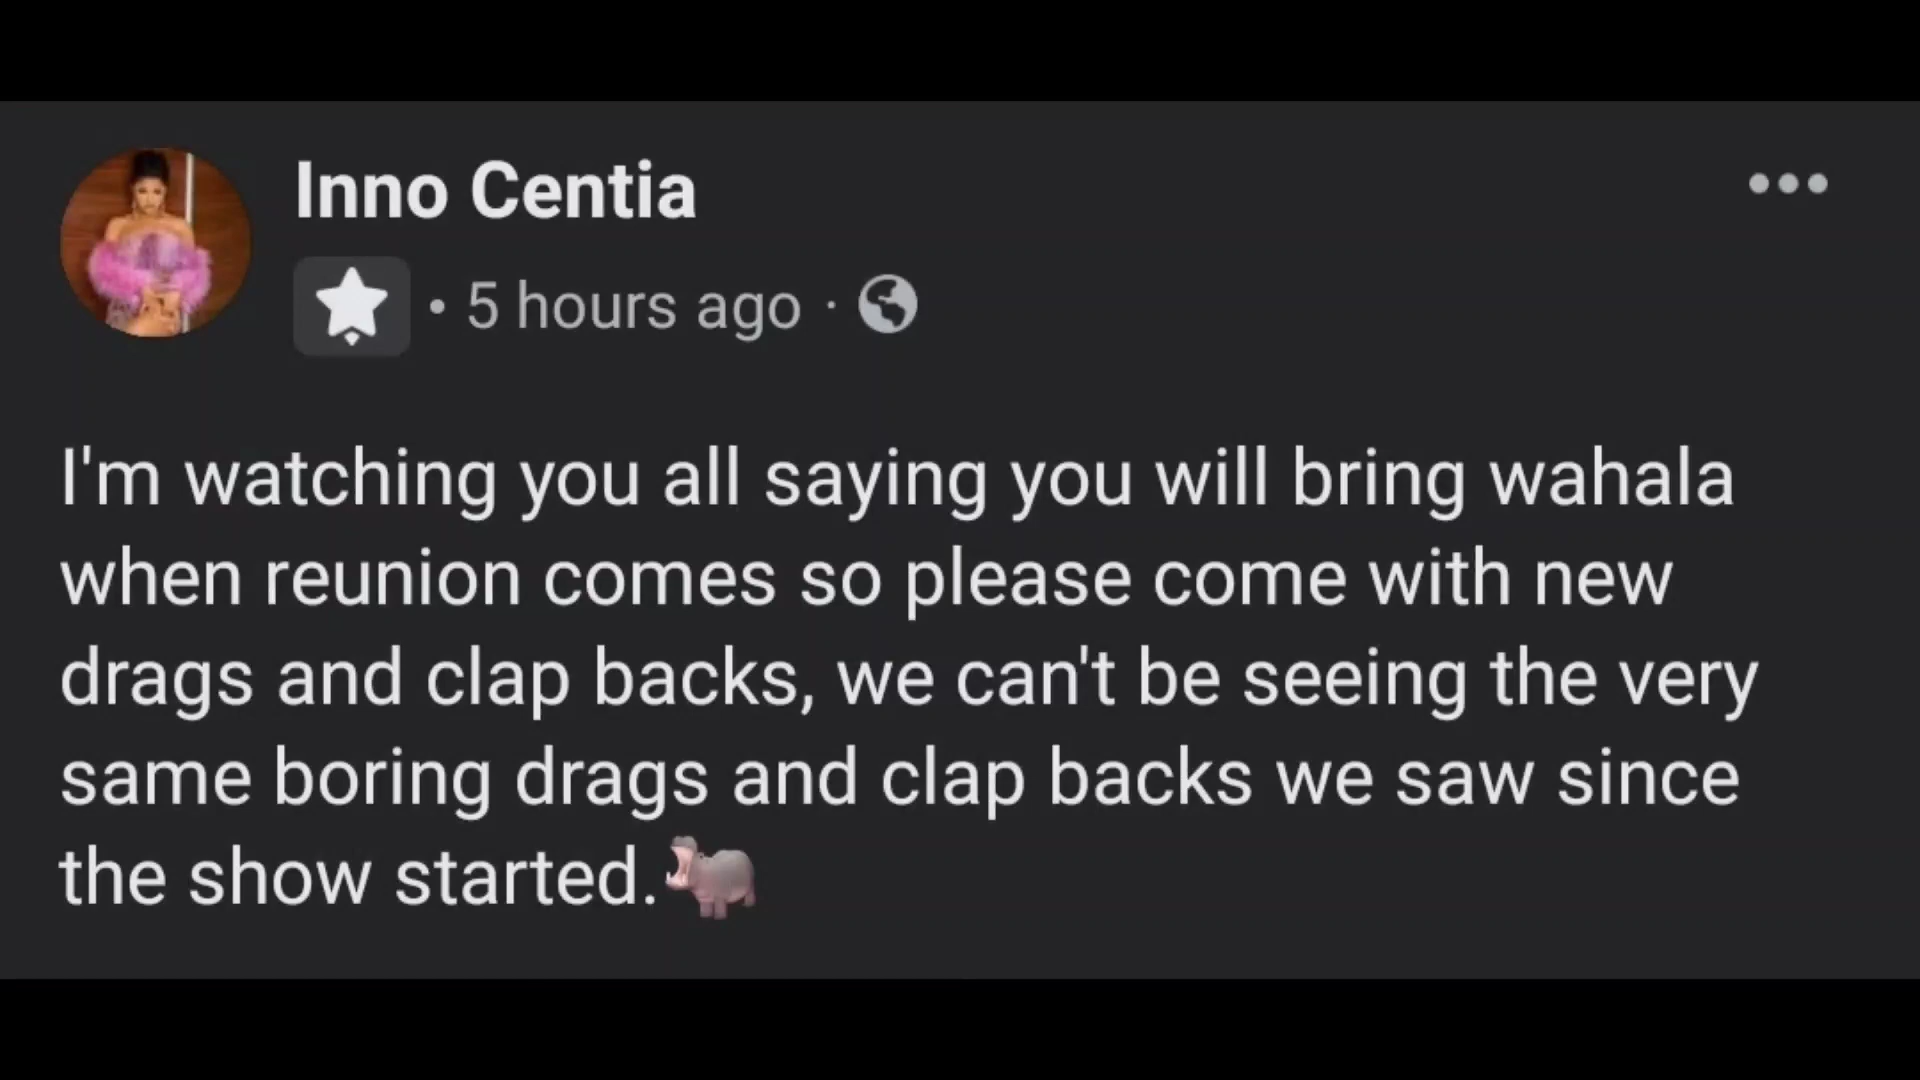 Inno Centia
• 5 hours ago ·
I'm watching you all saying you will bring wahala
when reunion comes so please come with new
drags and clap backs, we can't be seeing the very
same boring drags and clap backs we saw since
the show started.🦛